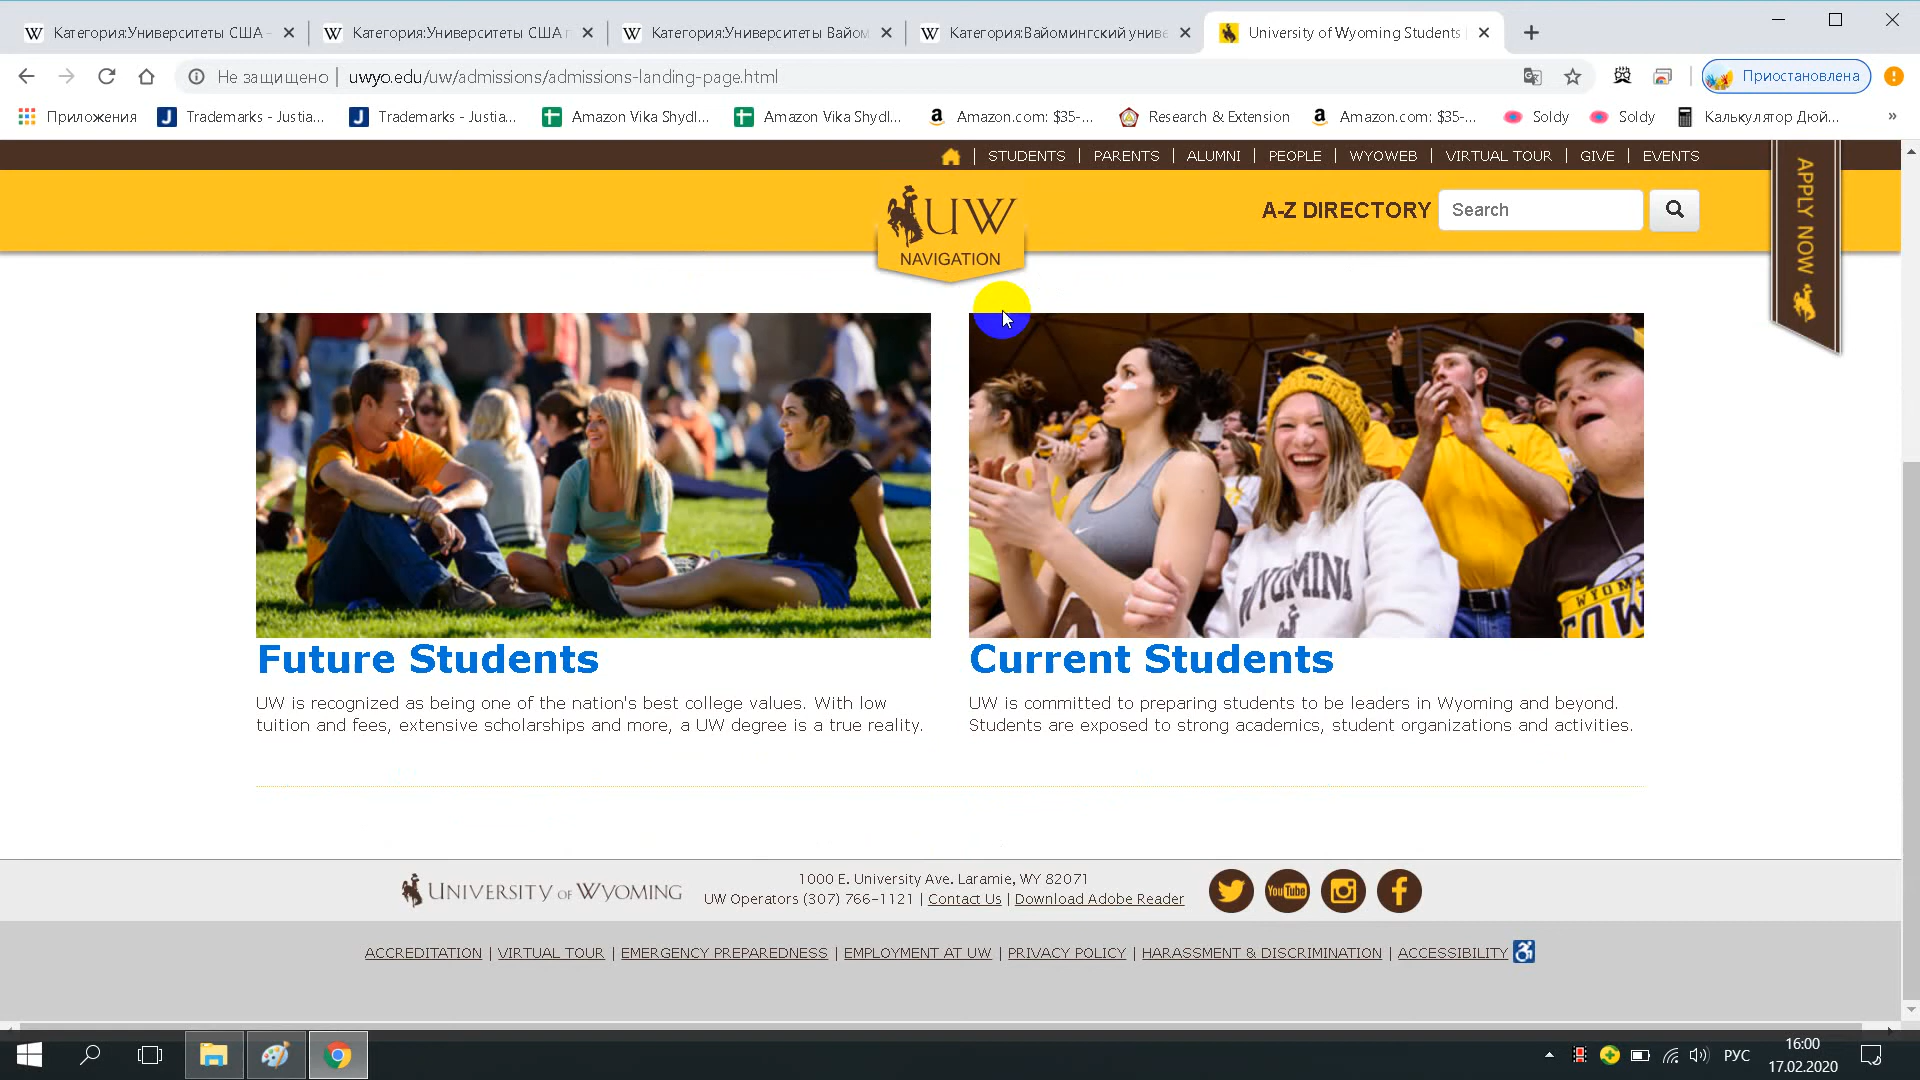 Категория:Университеты США -
Категория:Университеты США п
Категория:Университеты Вайом
Категория:Вайомингский униве
University of Wyoming Students |
Не защищено | uwyo.edu/uw/admissions/admissions-landing-page.html
Приостановлена
Приложения
Trademarks - Justia...
Trademarks - Justia...
Amazon Vika Shydl...
Amazon Vika Shydl...
Amazon.com: $35-...
Research & Extension
Amazon.com: $35-...
Soldy
Soldy
Калькулятор Дюй...
»
STUDENTS | PARENTS | ALUMNI | PEOPLE | WYOWEB | VIRTUAL TOUR | GIVE | EVENTS
UW
NAVIGATION
A-Z DIRECTORY
Search
APPLY NOW
WYOMING
WYOMING
COW
Future Students
UW is recognized as being one of the nation's best college values. With low
tuition and fees, extensive scholarships and more, a UW degree is a true reality.
Current Students
UW is committed to preparing students to be leaders in Wyoming and beyond.
Students are exposed to strong academics, student organizations and activities.
UNIVERSITY OF WYOMING
1000 E. University Ave. Laramie, WY 82071
UW Operators (307) 766-1121 | Contact Us | Download Adobe Reader
You Tube
ACCREDITATION | VIRTUAL TOUR | EMERGENCY PREPAREDNESS | EMPLOYMENT AT UW | PRIVACY POLICY | HARASSMENT & DISCRIMINATION | ACCESSIBILITY
РУС
16:00
17.02.2020